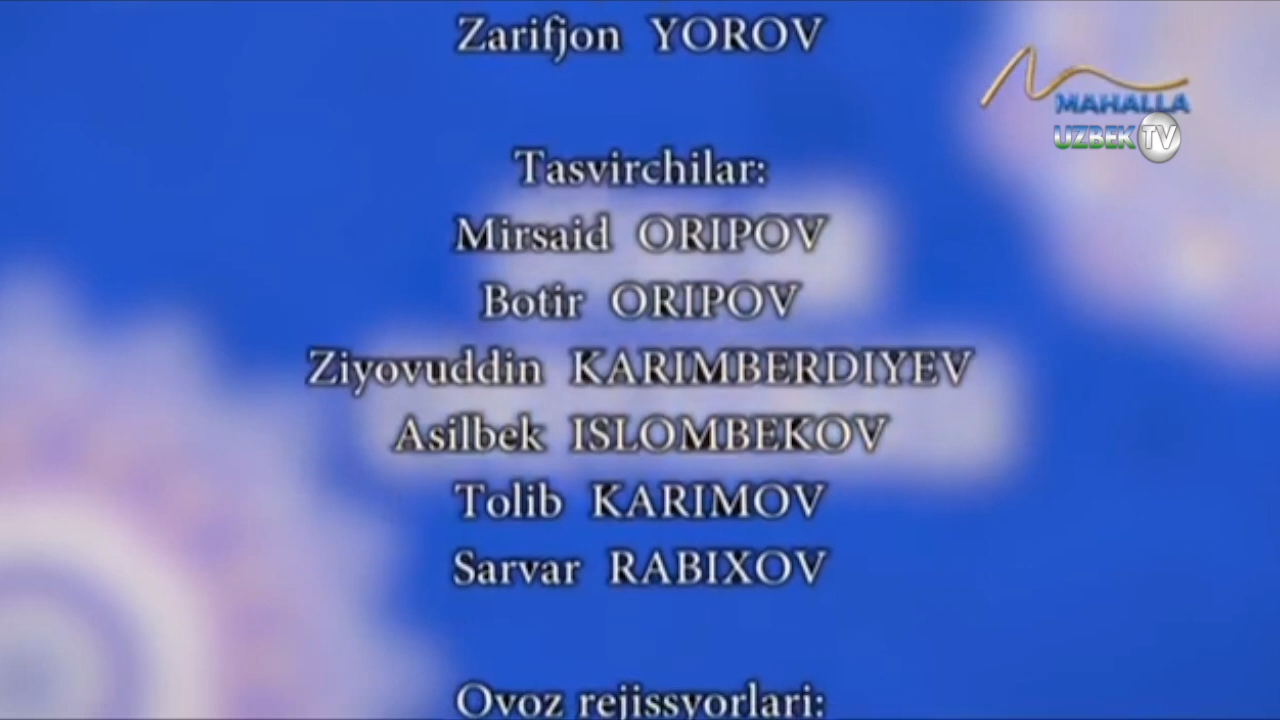 Zarifjon YOROV
MAHALLA
UZBEK TV
Tasvirchilar:
Mirsaid ORIPOV
Botir ORIPOV
Ziyovuddin KARIMBERDIYEV
Asilbek ISLOMBEKOV
Tolib KARIMOV
Sarvar RABIXOV
Ovoz rejissyorlari: